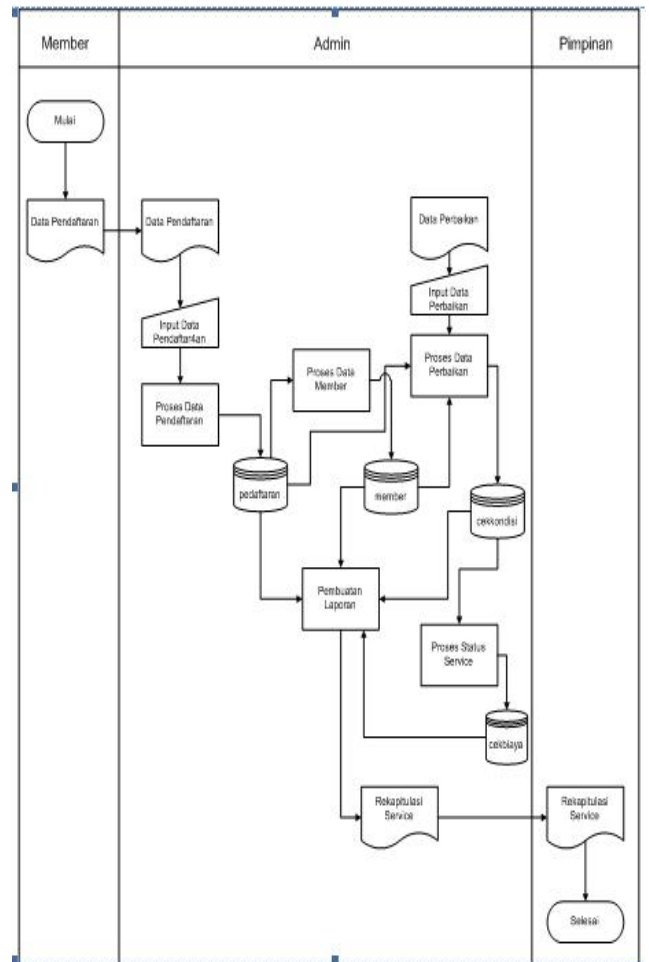 Member
Admin
Pimpinan
Mulai
Data Pendaftaran
Data Pendaftaran
Data Perbaikan
Input Data
Pendaftar4an
Input Data
Perbaikan
Proses Data
Pendaftaran
Proses Data
Member
Proses Data
Perbaikan
pedaftaran
member
cekkondisi
Pembuatan
Laporan
Proses Status
Service
cekbiaya
Rekapitulasi
Service
Rekapitulasi
Service
Selesai